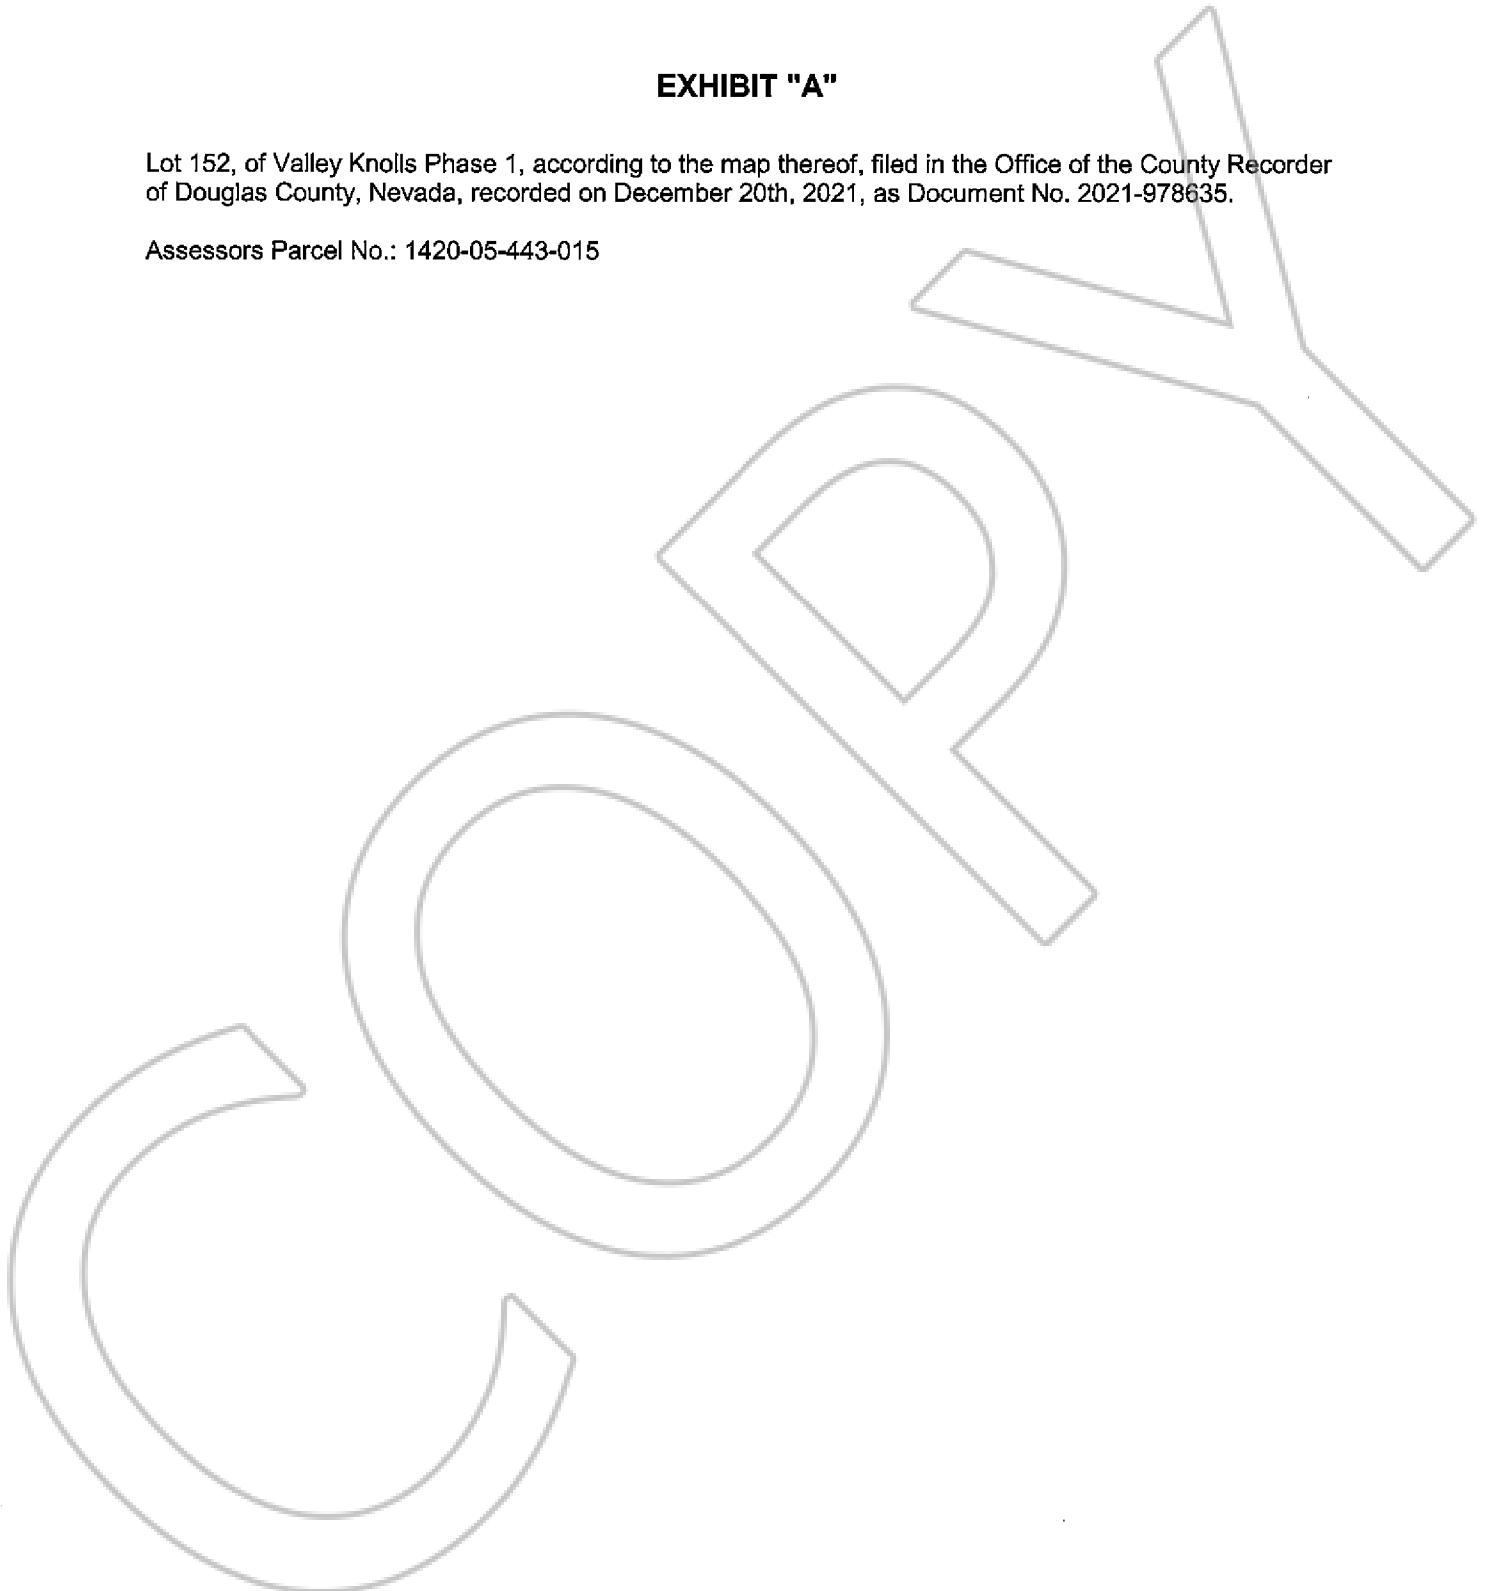 EXHIBIT "A"
Lot 152, of Valley Knolls Phase 1, according to the map thereof, filed in the Office of the County Recorder
of Douglas County, Nevada, recorded on December 20th, 2021, as Document No. 2021-978635.
Assessors Parcel No.: 1420-05-443-015
COPY